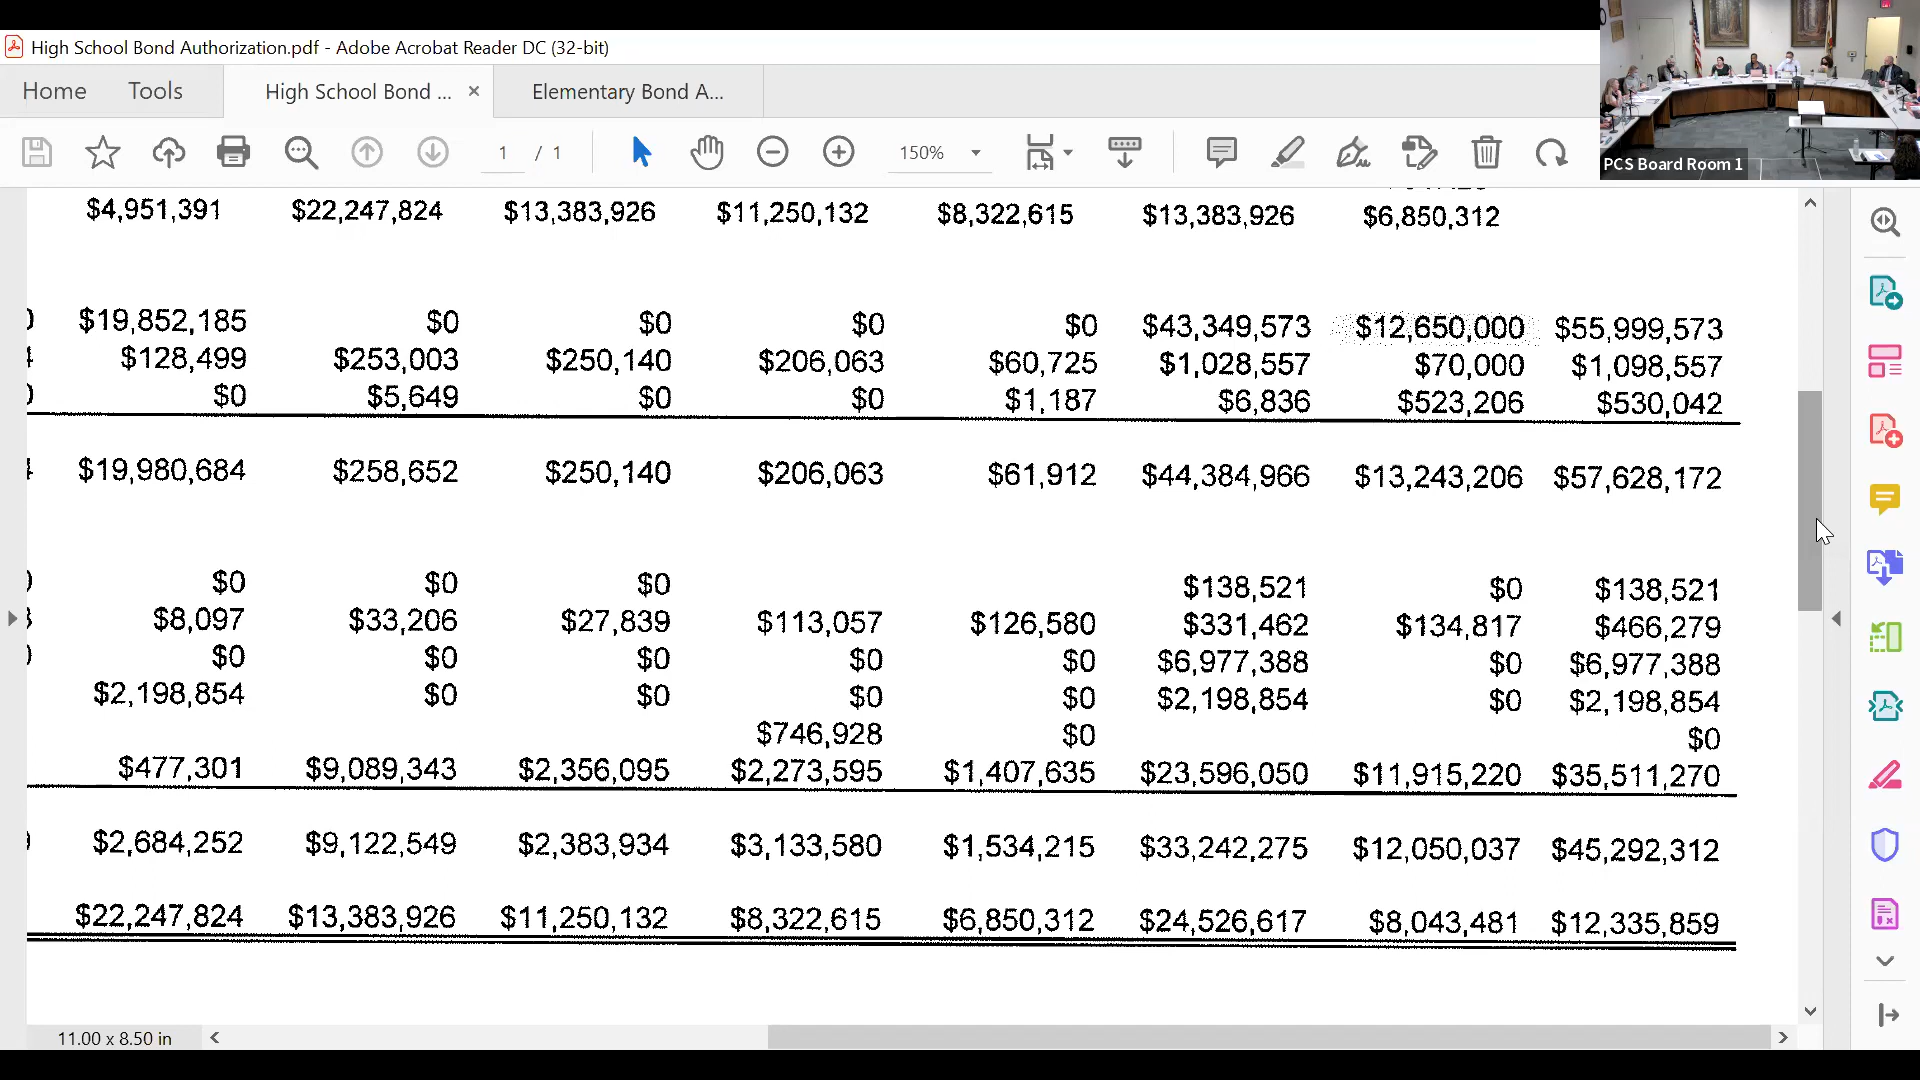 High School Bond Authorization.pdf - Adobe Acrobat Reader DC (32-bit)
Home Tools High School Bond ... × Elementary Bond A...
1 / 1 150%
PCS Board Room 1
$4,951,391 $22,247,824 $13,383,926 $11,250,132 $8,322,615 $13,383,926 $6,850,312
$19,852,185 $0 $0 $0 $0 $43,349,573 $12,650,000 $55,999,573
$128,499 $253,003 $250,140 $206,063 $60,725 $1,028,557 $70,000 $1,098,557
$0 $5,649 $0 $0 $1,187 $6,836 $523,206 $530,042
$19,980,684 $258,652 $250,140 $206,063 $61,912 $44,384,966 $13,243,206 $57,628,172
$0 $0 $0 $138,521 $0 $138,521
$8,097 $33,206 $27,839 $113,057 $126,580 $331,462 $134,817 $466,279
$0 $0 $0 $0 $0 $6,977,388 $0 $6,977,388
$2,198,854 $0 $0 $0 $0 $2,198,854 $0 $2,198,854
$746,928 $0 $0
$477,301 $9,089,343 $2,356,095 $2,273,595 $1,407,635 $23,596,050 $11,915,220 $35,511,270
$2,684,252 $9,122,549 $2,383,934 $3,133,580 $1,534,215 $33,242,275 $12,050,037 $45,292,312
$22,247,824 $13,383,926 $11,250,132 $8,322,615 $6,850,312 $24,526,617 $8,043,481 $12,335,859
11.00 x 8.50 in